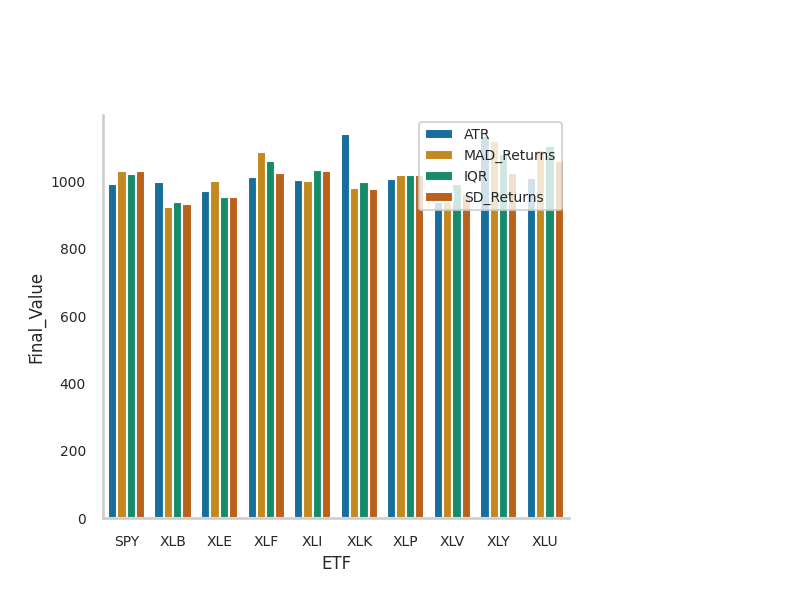 ATR
MAD_Returns
IQR
SD_Returns
1000
800
600
400
200
0
Final_Value
SPY XLB XLE XLF XLI XLK XLP XLV XLY XLU
ETF